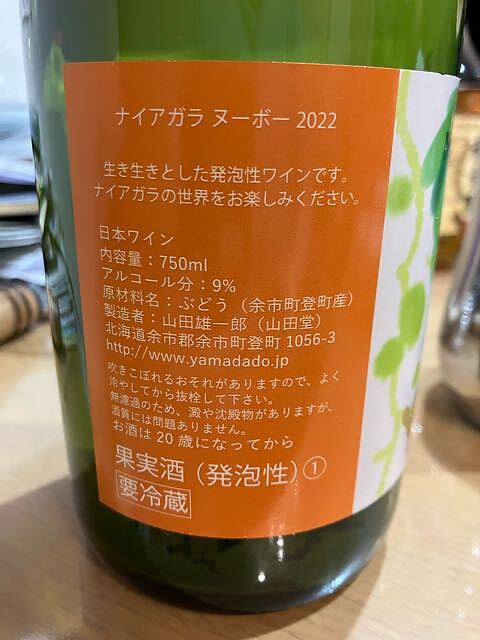 ナイアガラ ヌーボー 2022
生き生きとした発泡性ワインです。
ナイアガラの世界をお楽しみください。
日本ワイン
内容量：750ml
アルコール分：9%
原材料名：ぶどう（余市町登町産）
製造者：山田雄一郎（山田堂）
北海道余市郡余市町登町 1056-3
http://www.yamadado.jp
吹きこぼれるおそれがありますので、よく
冷やしてから抜栓して下さい。
無濾過のため、澱や沈殿物がありますが、
酒質には問題ありません。
お酒は20歳になってから
果実酒（発泡性）①
要冷蔵